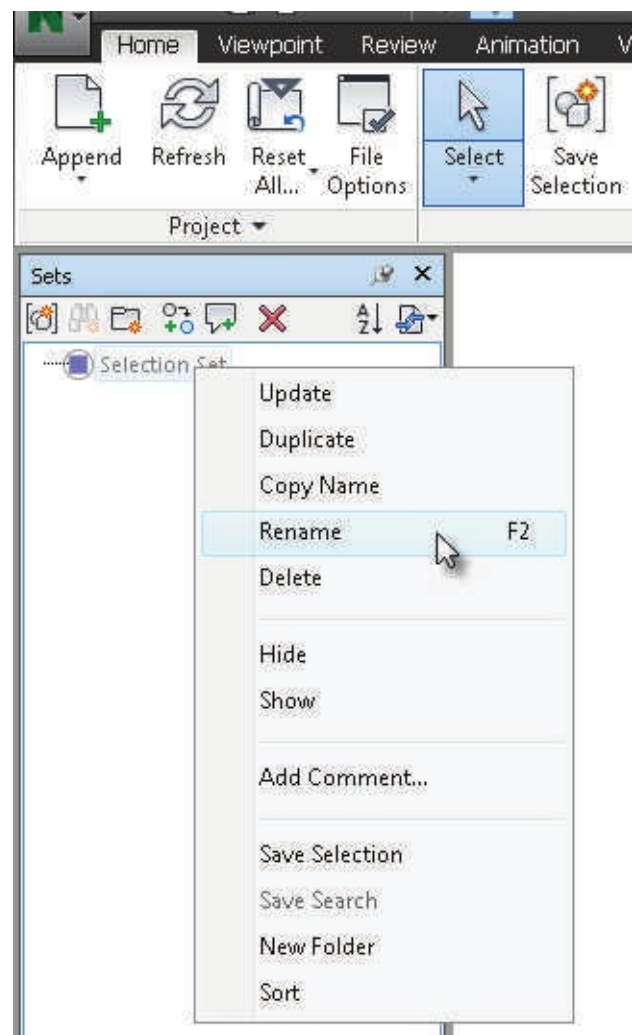 Home Viewpoint Review Animation V
Append Refresh Reset All... File Options Select Save Selection
Project
Sets
Selection Set
Update
Duplicate
Copy Name
Rename F2
Delete
Hide
Show
Add Comment...
Save Selection
Save Search
New Folder
Sort